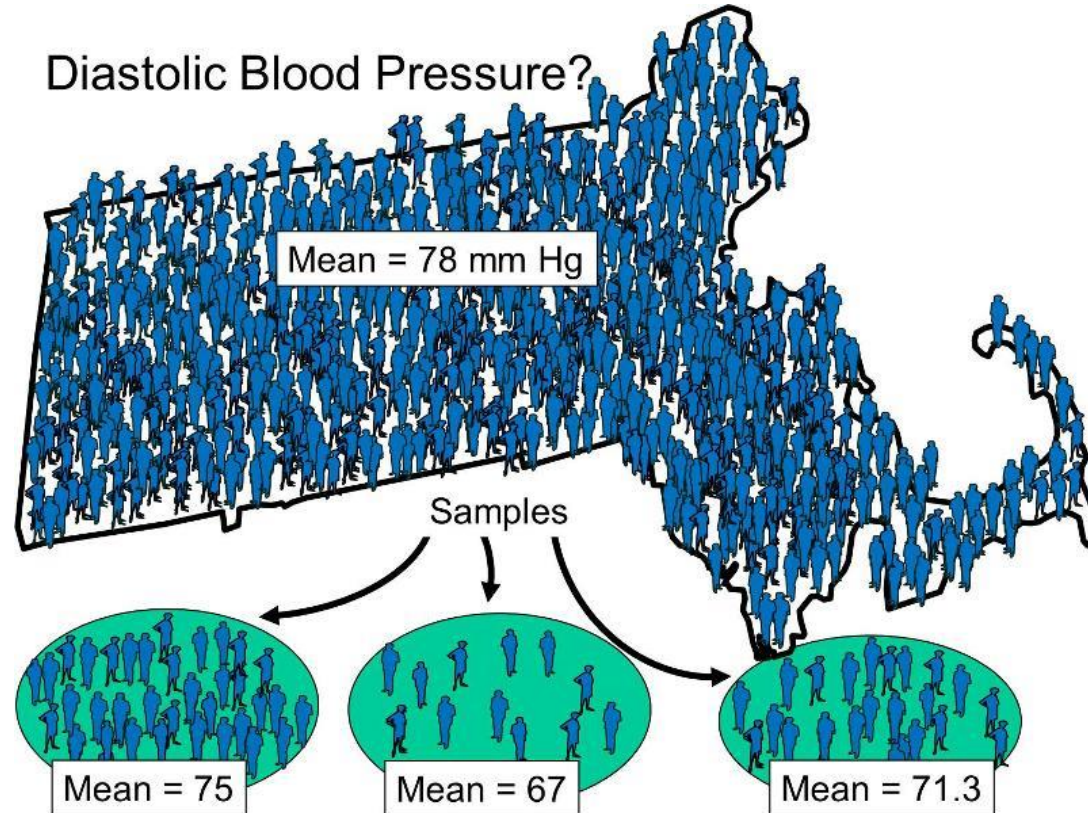 Diastolic Blood Pressure?
Mean = 78 mm Hg
Samples
Mean = 75
Mean = 67
Mean = 71.3